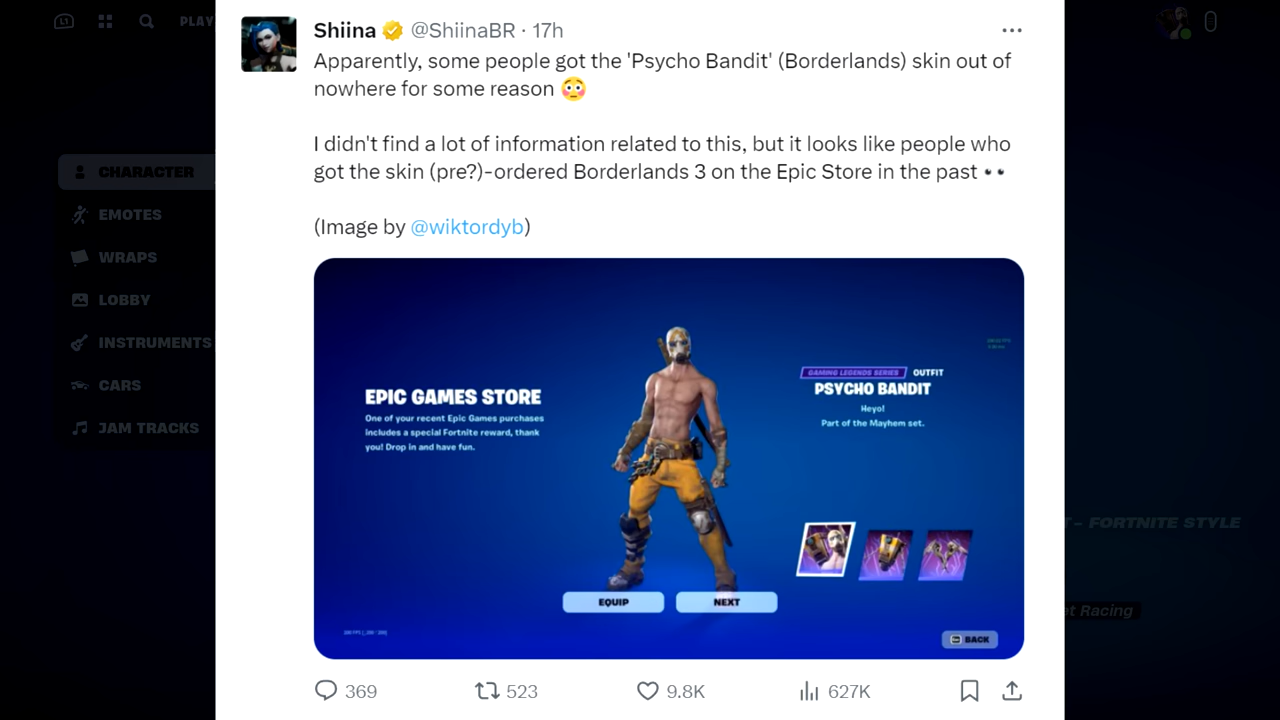 L1
PLAY
CHARACTER
EMOTES
WRAPS
LOBBY
INSTRUMENTS
CARS
JAM TRACKS
Shiina @ShiinaBR · 17h
Apparently, some people got the 'Psycho Bandit' (Borderlands) skin out of
nowhere for some reason 😳
I didn't find a lot of information related to this, but it looks like people who
got the skin (pre?)-ordered Borderlands 3 on the Epic Store in the past 👀
(Image by @wiktordyb)
EPIC GAMES STORE
One of your recent Epic Games purchases
includes a special Fortnite reward, thank
you! Drop in and have fun.
GAMING LEGENDS SERIES OUTFIT
PSYCHO BANDIT
Heyo!
Part of the Mayhem set.
EQUIP
NEXT
BACK
369
523
9.8K
627K
- FORTNITE STYLE
et Racing